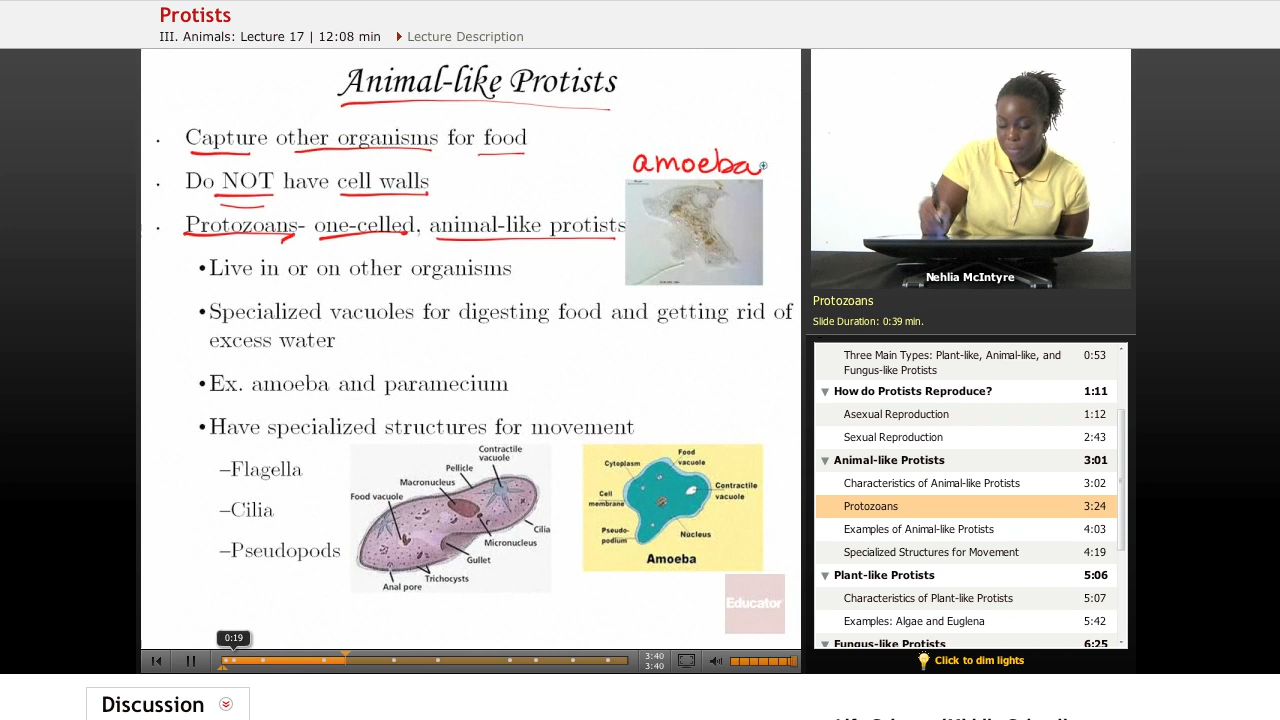 Protists
III. Animals: Lecture 17 | 12:08 min
Lecture Description
Animal-like Protists
· Capture other organisms for food
amoeba
· Do NOT have cell walls
· Protozoans- one-celled, animal-like protists
•Live in or on other organisms
•Specialized vacuoles for digesting food and getting rid of
excess water
•Ex. amoeba and paramecium
•Have specialized structures for movement
–Flagella
–Cilia
–Pseudopods
Contractile
vacuole
Pellicle
Macronucleus
Food vacuole
Cilia
Micronucleus
Gullet
Trichocysts
Anal pore
Food
vacuole
Cytoplasm
Contractile
vacuole
Cell
membrane
Pseudo-
podium
Nucleus
Amoeba
Educator
0:19
3:40
3:40
Nehlia McIntyre
Protozoans
Slide Duration: 0:39 min.
Three Main Types: Plant-like, Animal-like, and 0:53
Fungus-like Protists
How do Protists Reproduce? 1:11
Asexual Reproduction 1:12
Sexual Reproduction 2:43
Animal-like Protists 3:01
Characteristics of Animal-like Protists 3:02
Protozoans 3:24
Examples of Animal-like Protists 4:03
Specialized Structures for Movement 4:19
Plant-like Protists 5:06
Characteristics of Plant-like Protists 5:07
Examples: Algae and Euglena 5:42
Fungus-like Protists 6:25
Click to dim lights
Discussion